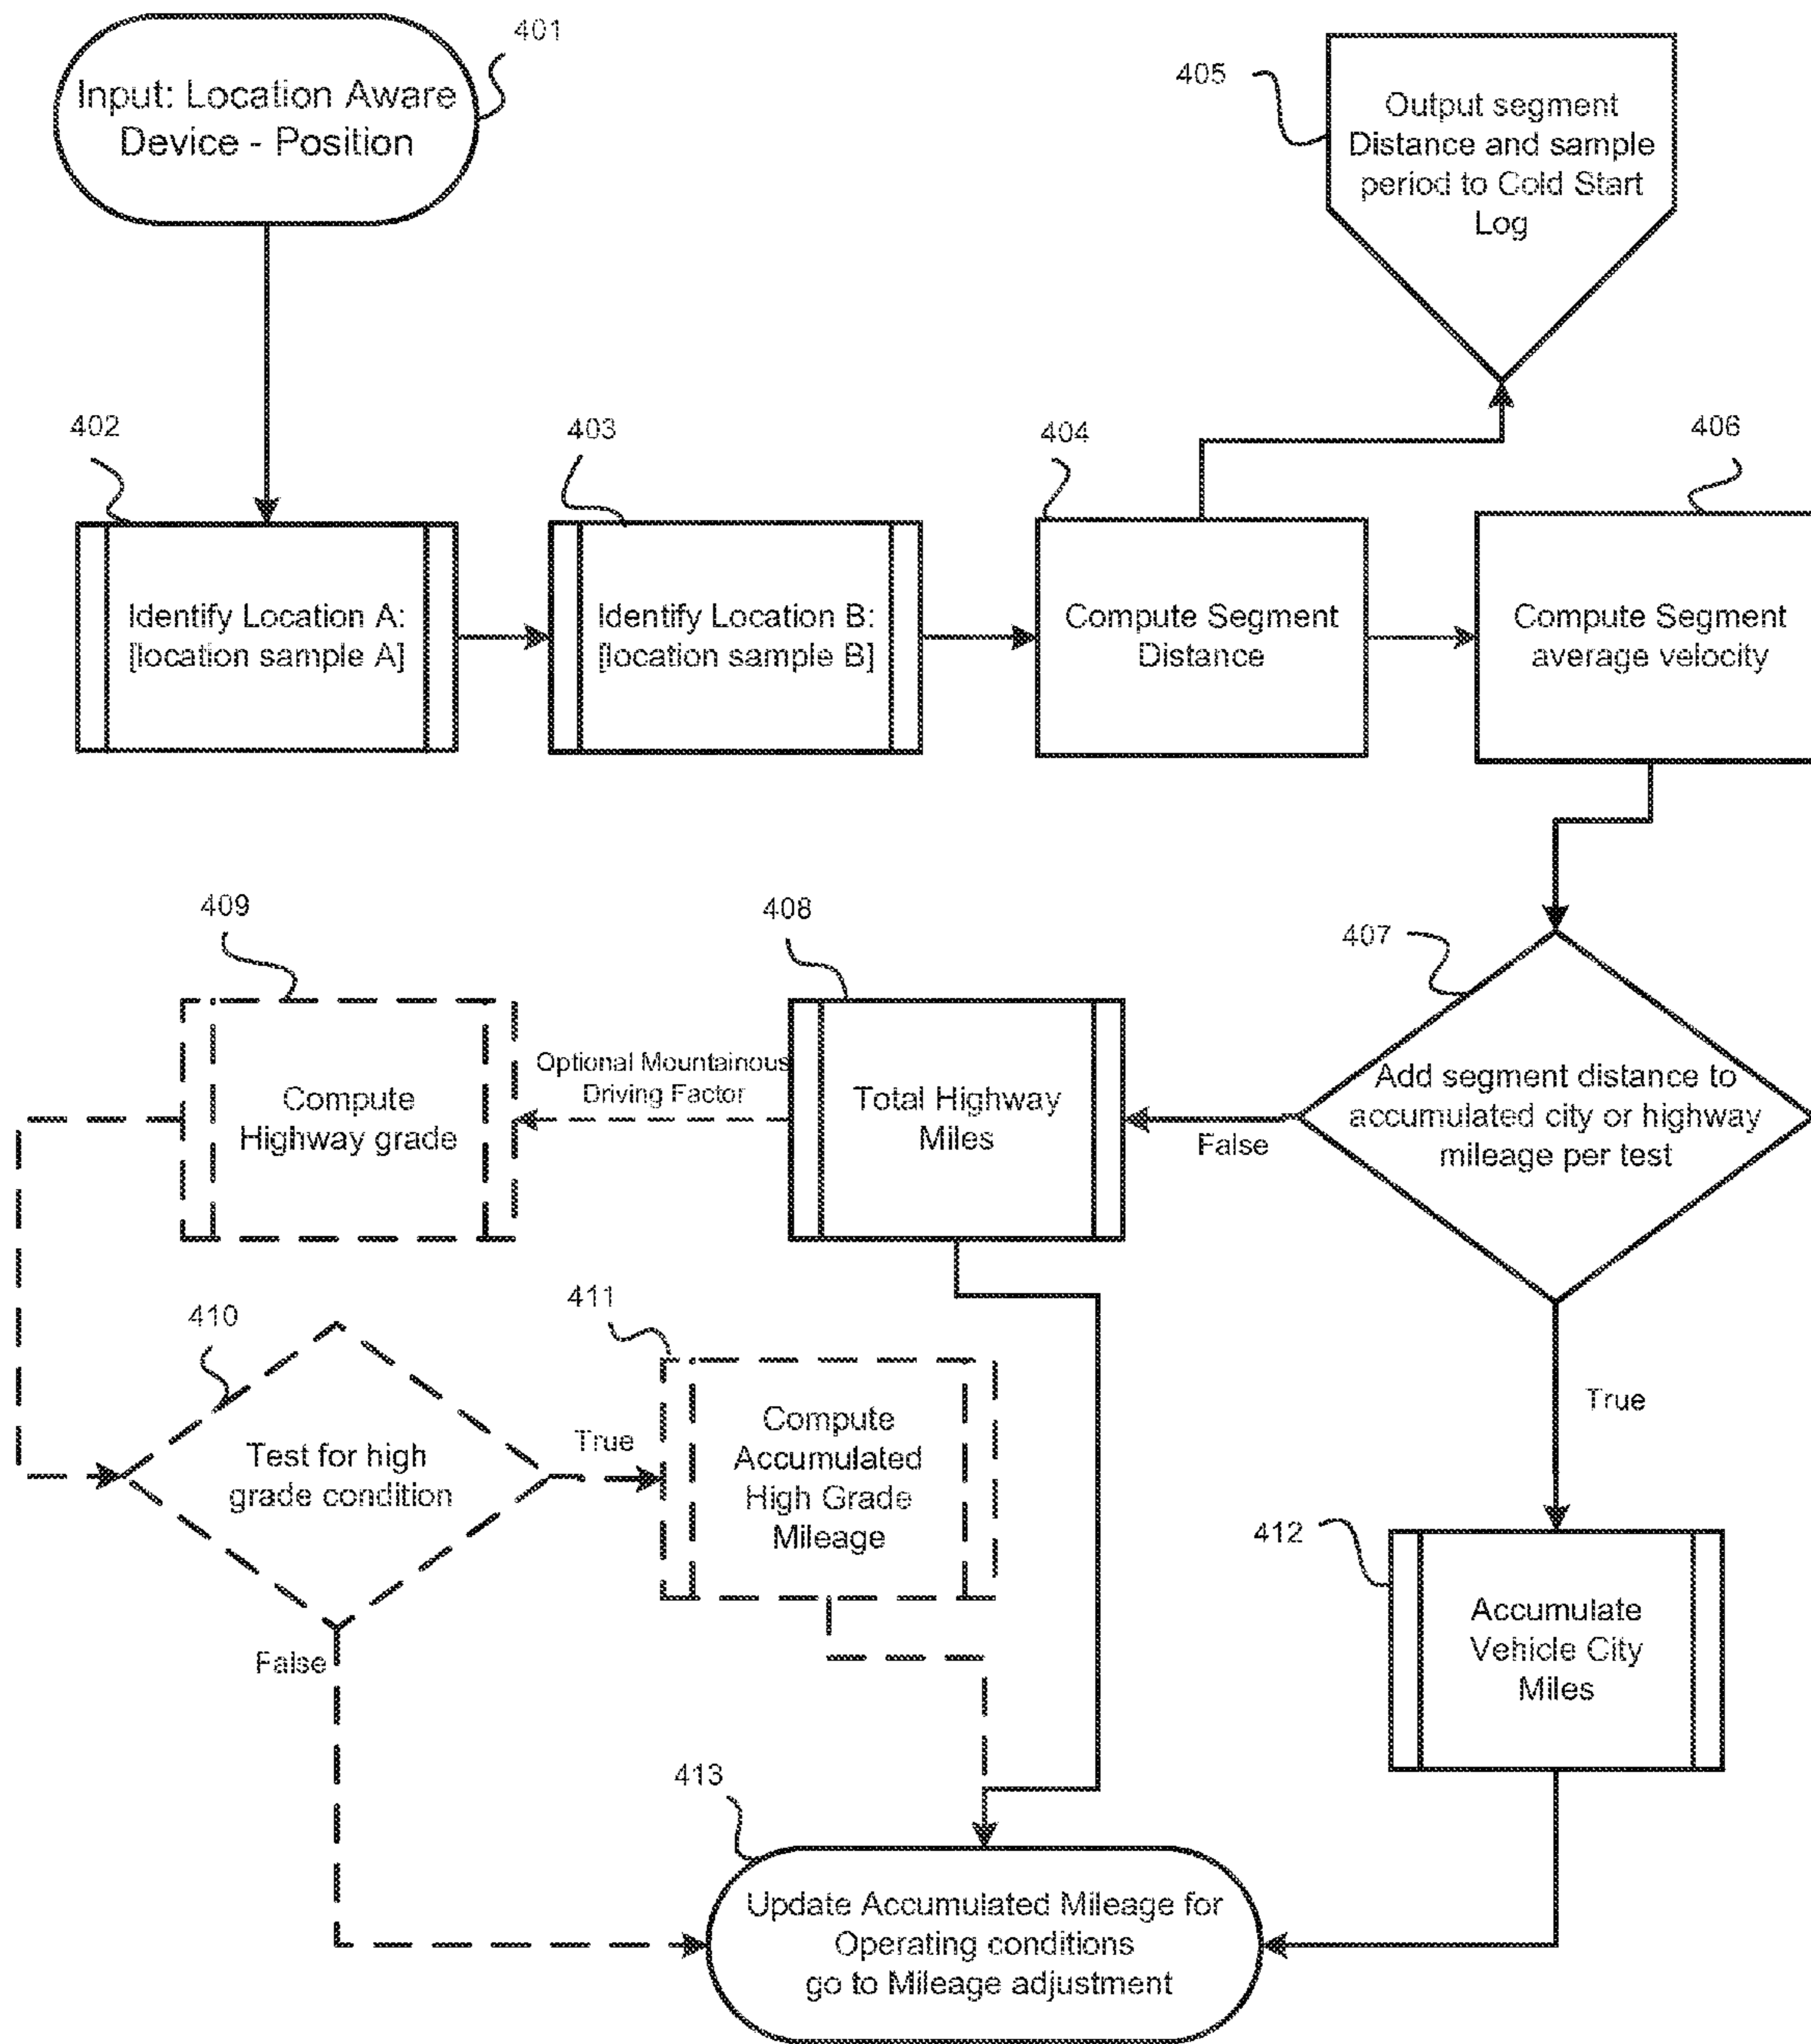 401
Input: Location Aware
Device - Position
405
Output segment
Distance and sample
period to Cold Start
Log
402
403
404
406
Identify Location A:
[location sample A]
Identify Location B:
[location sample B]
Compute Segment
Distance
Compute Segment
average velocity
409
408
407
Compute
Highway grade
Optional Mountainous
Driving Factor
Total Highway
Miles
False
Add segment distance to
accumulated city or highway
mileage per test
410
411
True
Test for high
grade condition
True
Compute
Accumulated
High Grade
Mileage
False
412
Accumulate
Vehicle City
Miles
413
Update Accumulated Mileage for
Operating conditions
go to Mileage adjustment